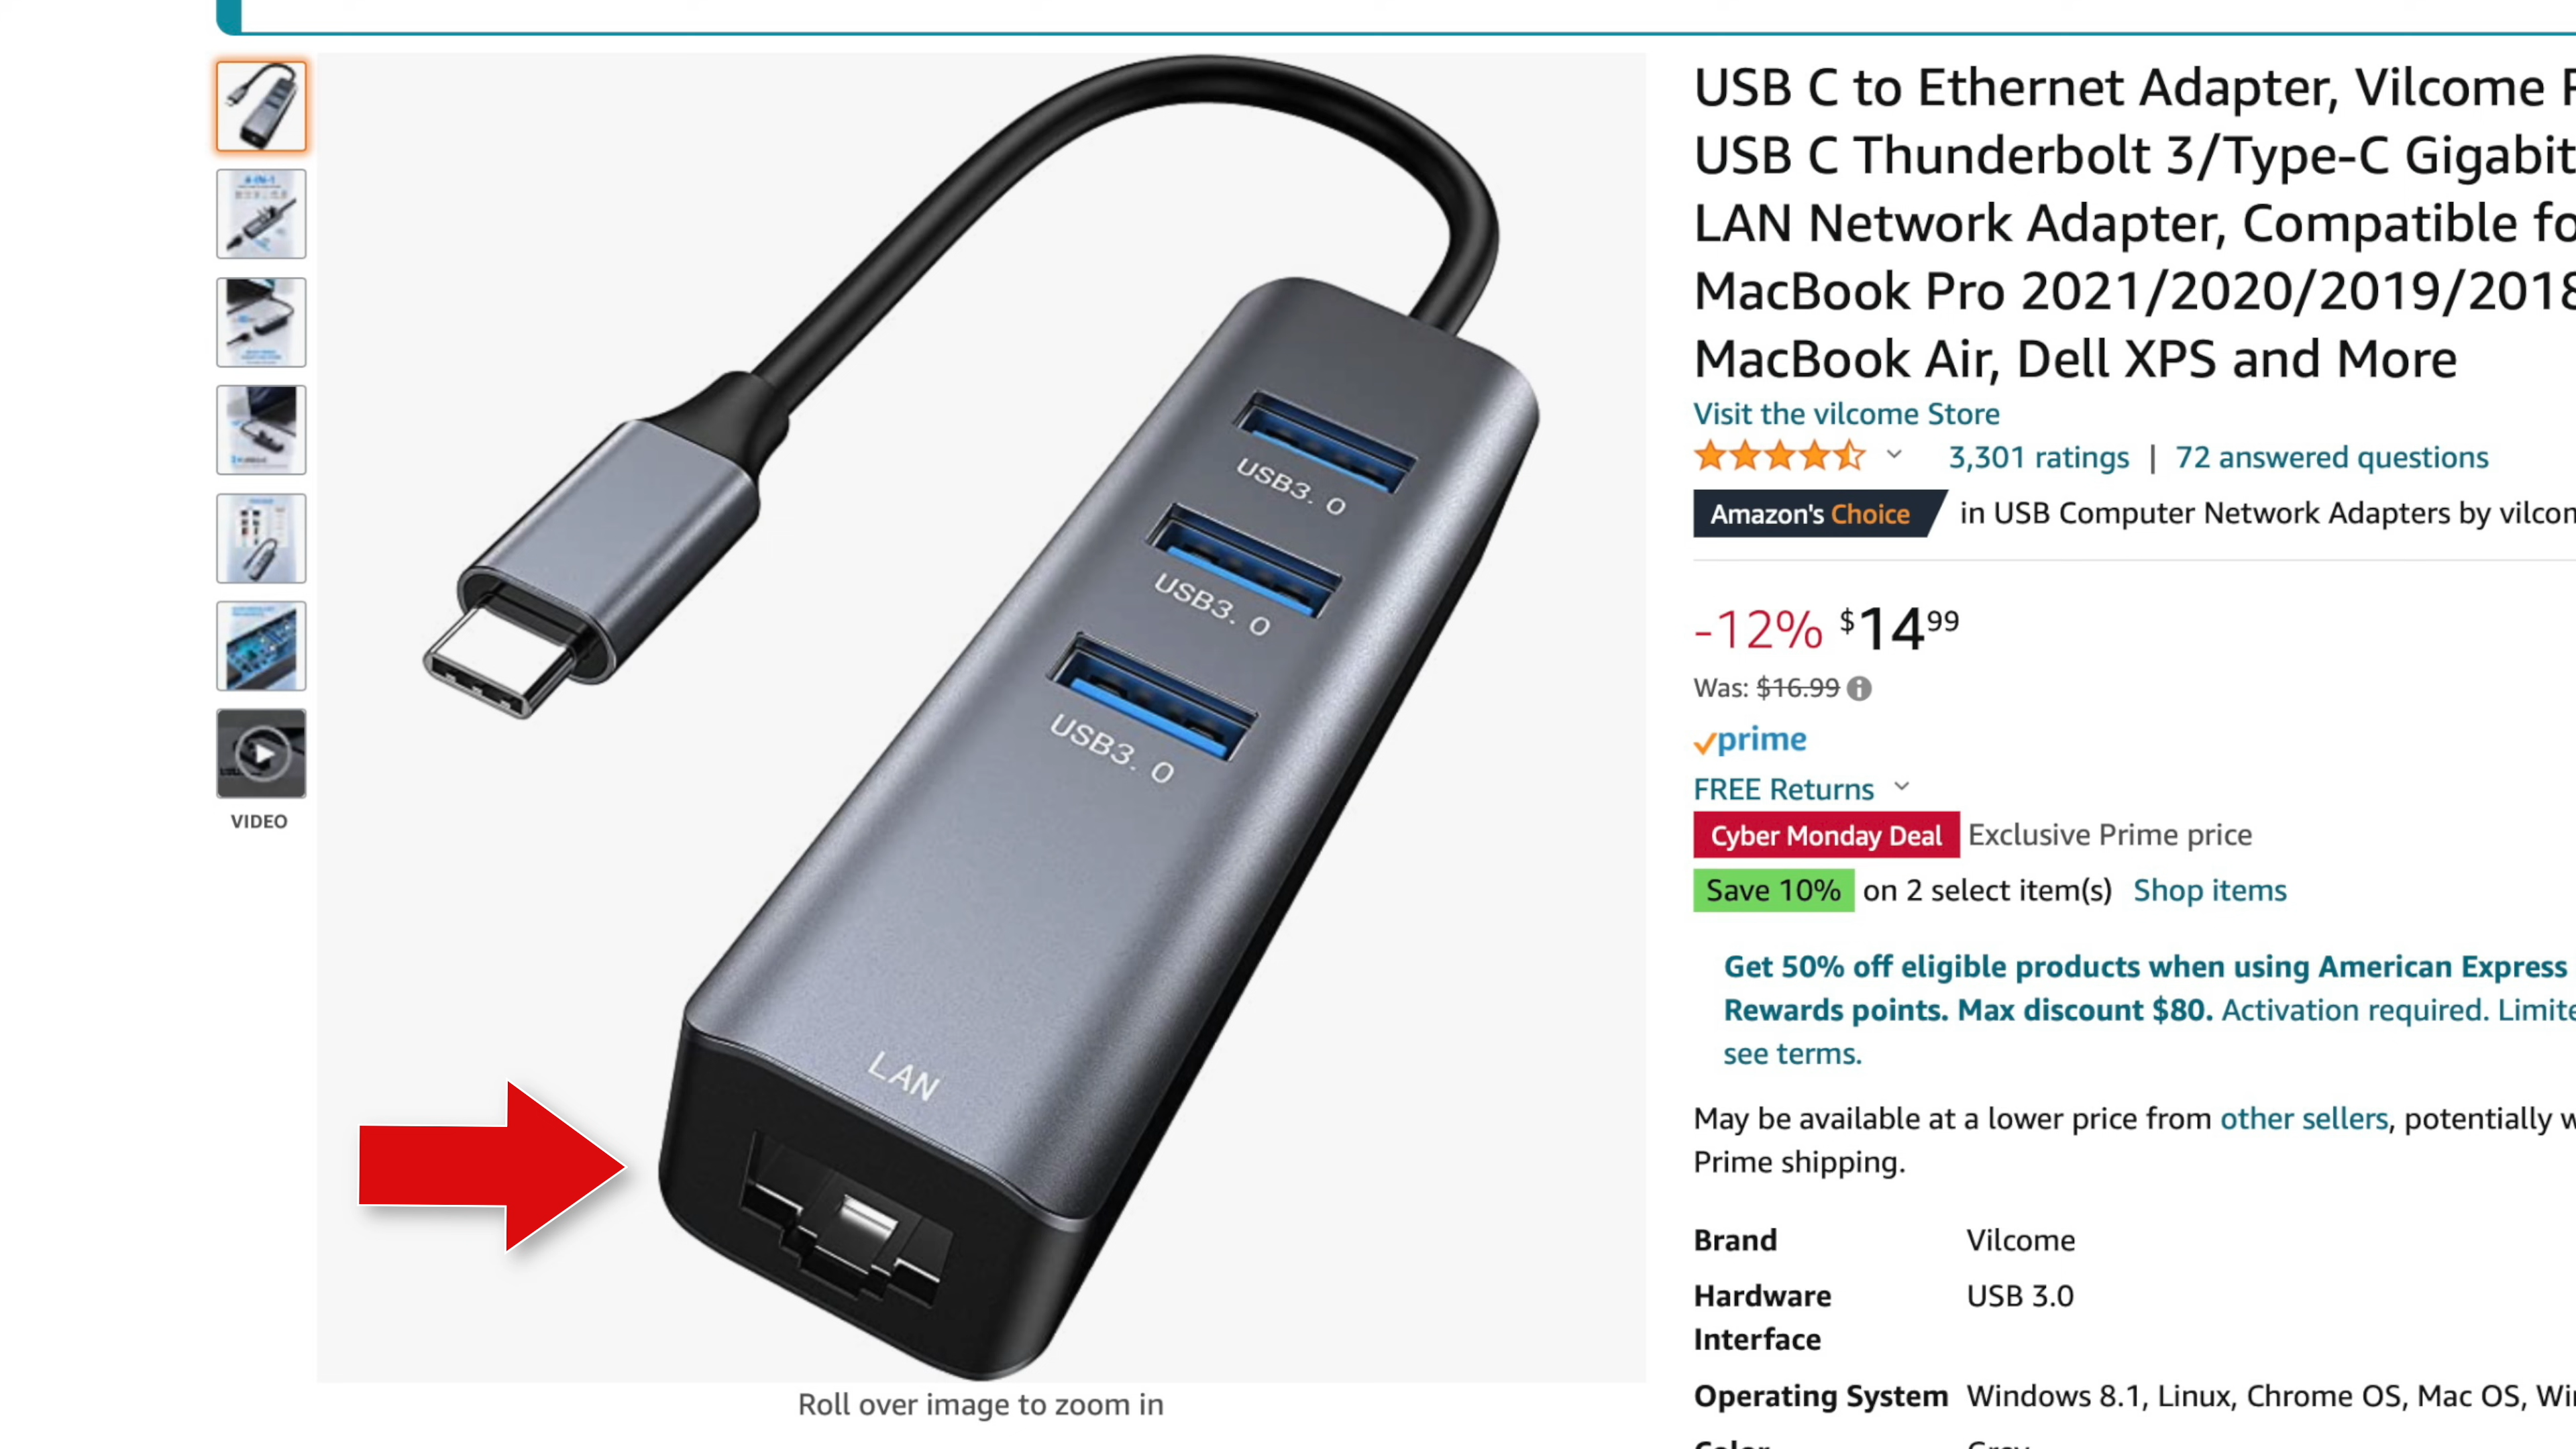 USB C to Ethernet Adapter, Vilcome
USB C Thunderbolt 3/Type-C Gigabit
LAN Network Adapter, Compatible
MacBook Pro 2021/2020/2019/2018
MacBook Air, Dell XPS and More
Visit the vilcome Store
3,301 ratings | 72 answered questions
Amazon's Choice in USB Computer Network Adapters by
-12% $14 99
Was: $16.99
prime
FREE Returns
Cyber Monday Deal Exclusive Prime price
Save 10% on 2 select item(s) Shop items
Get 50% off eligible products when using American Express
Rewards points. Max discount $80. Activation required.
see terms.
May be available at a lower price from other sellers, potentially
Prime shipping.
Brand Vilcome
Hardware USB 3.0
Interface
Operating System Windows 8.1, Linux, Chrome OS, Mac OS,
USB3. 0
USB3. 0
USB3. 0
LAN
4-IN-1
VIDEO
Roll over image to zoom in